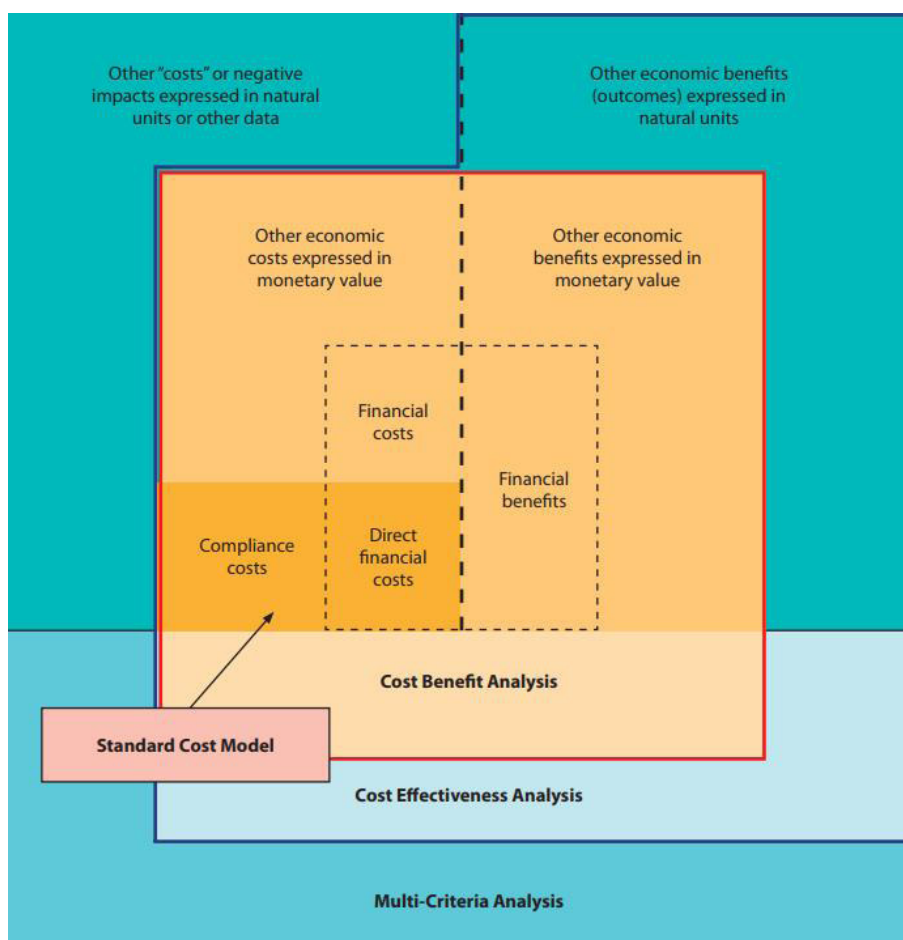 Other “costs” or negative
impacts expressed in natural
units or other data
Other economic benefits
(outcomes) expressed in
natural units
Other economic
costs expressed in
monetary value
Other economic
benefits expressed in
monetary value
Financial
costs
Financial
benefits
Compliance
costs
Direct
financial
costs
Cost Benefit Analysis
Standard Cost Model
Cost Effectiveness Analysis
Multi-Criteria Analysis